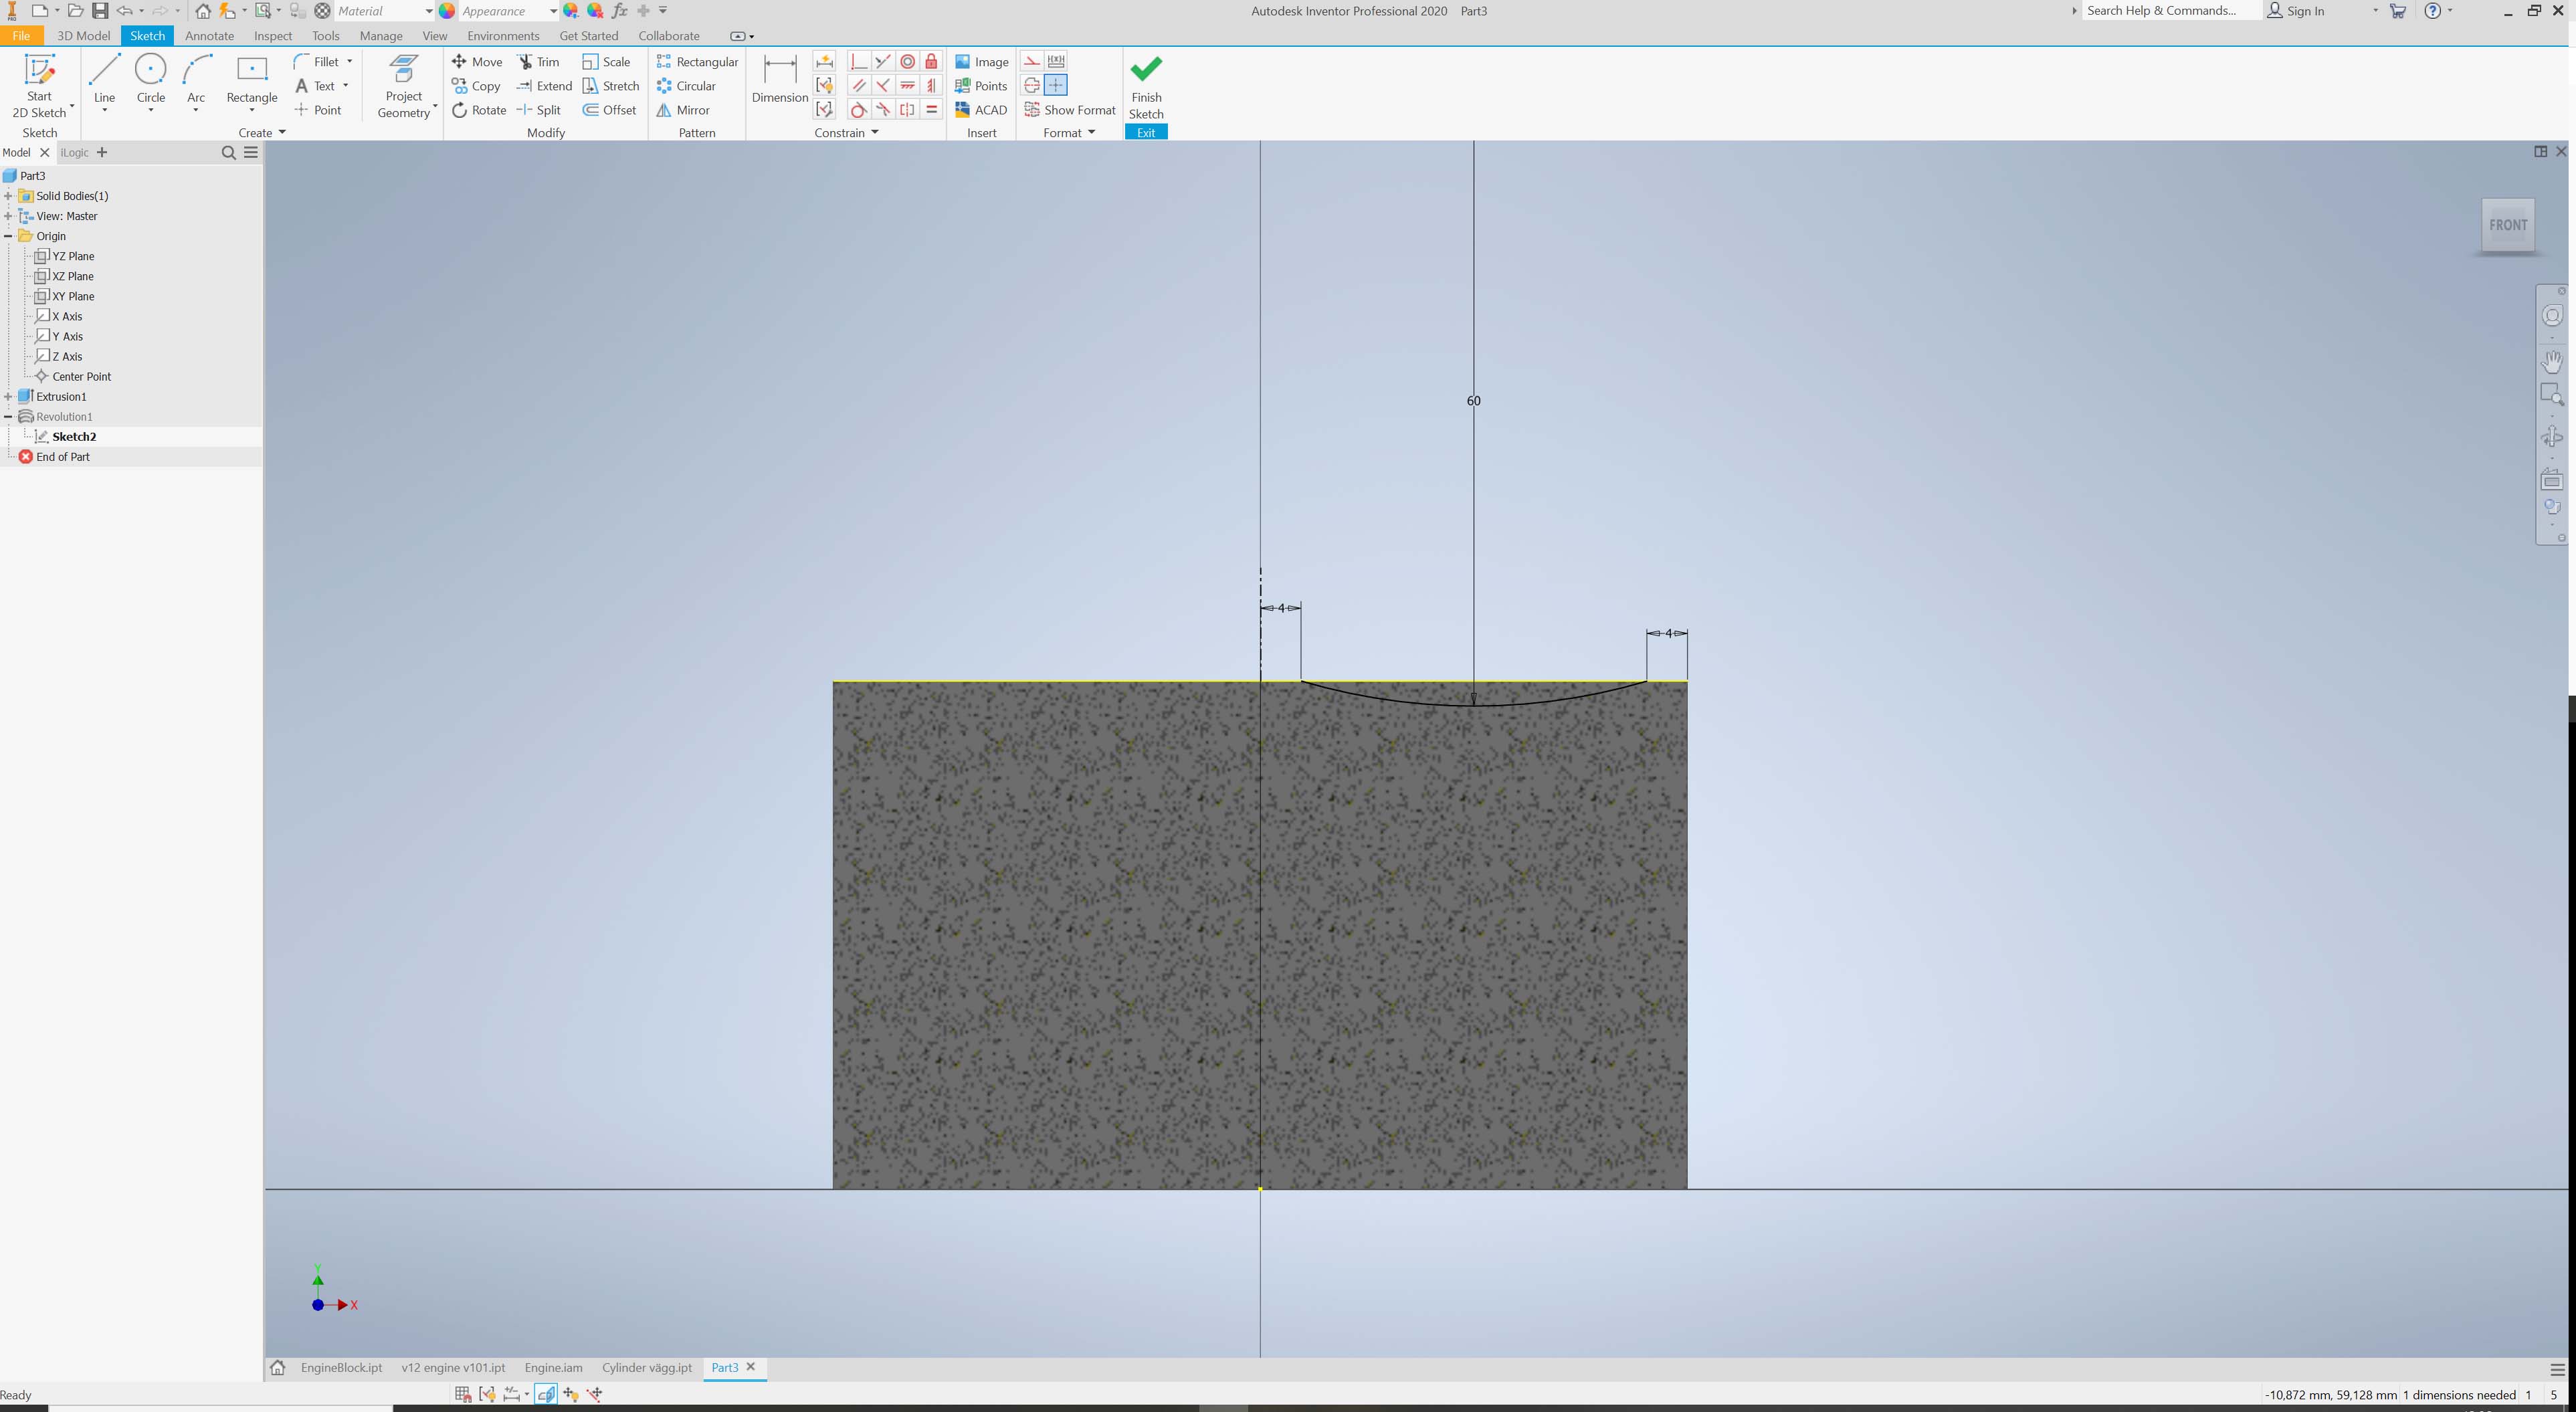 PRO Material Appearance fx Autodesk Inventor Professional 2020 Part3 Search Help & Commands... Sign In
File 3D Model Sketch Annotate Inspect Tools Manage View Environments Get Started Collaborate
Start 2D Sketch Line Circle Arc Rectangle Fillet Text Point Project Geometry Move Copy Rotate Trim Extend Split Scale Stretch Offset Rectangular Circular Mirror Dimension Image Points ACAD Show Format Finish Sketch
Sketch Create Modify Pattern Constrain Insert Format Exit
Model iLogic
Part3
Solid Bodies(1)
View: Master
Origin
YZ Plane
XZ Plane
XY Plane
X Axis
Y Axis
Z Axis
Center Point
Extrusion1
Revolution1
Sketch2
End of Part
FRONT
60
4
4
Y
X
EngineBlock.ipt v12 engine v101.ipt Engine.iam Cylinder vägg.ipt Part3
Ready -10,872 mm, 59,128 mm 1 dimensions needed 1 5